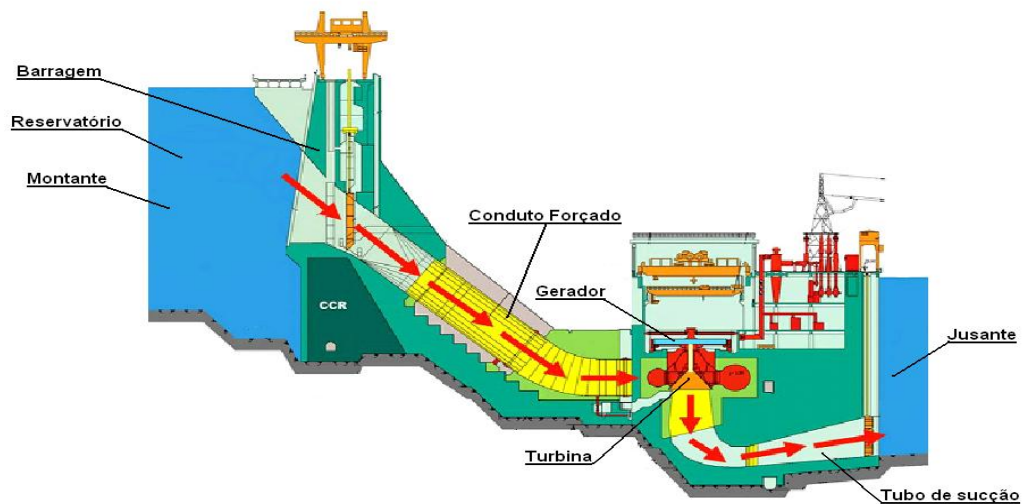 Barragem
Reservatório
Montante
Conduto Forçado
CCR
Gerador
Jusante
Turbina
Tubo de sucção